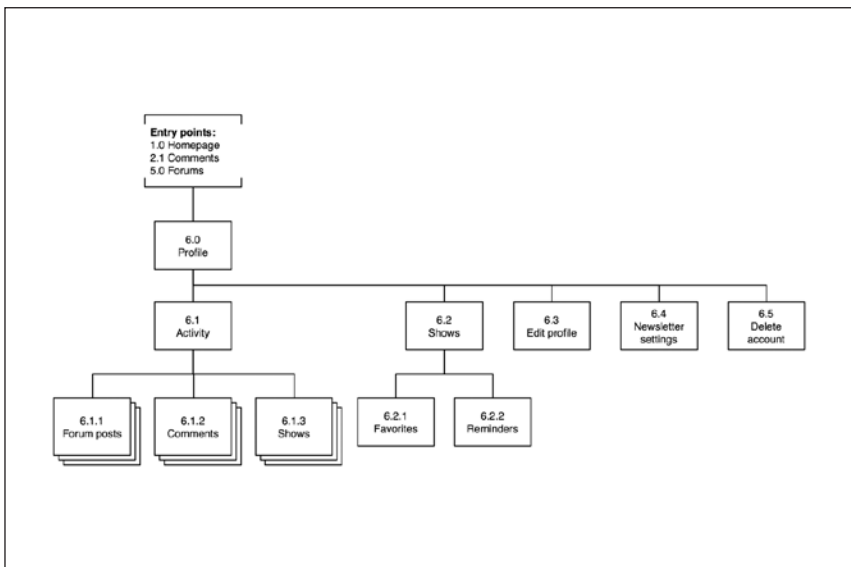 Entry points:
1.0 Homepage
2.1 Comments
5.0 Forums
6.0
Profile
6.1
Activity
6.2
Shows
6.3
Edit profile
6.4
Newsletter
settings
6.5
Delete
account
6.1.1
Forum posts
6.1.2
Comments
6.1.3
Shows
6.2.1
Favorites
6.2.2
Reminders